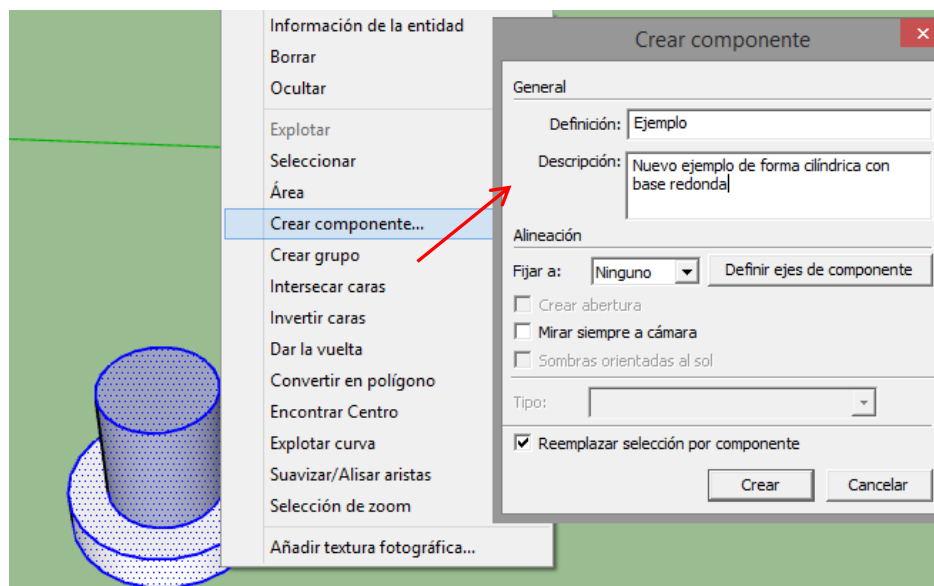 Información de la entidad
Borrar
Ocultar
Explotar
Seleccionar
Área
Crear componente...
Crear grupo
Intersecar caras
Invertir caras
Dar la vuelta
Convertir en polígono
Encontrar Centro
Explotar curva
Suavizar/Alisar aristas
Selección de zoom
Añadir textura fotográfica...
Crear componente
General
Definición: Ejemplo
Descripción: Nuevo ejemplo de forma cilíndrica con
base redonda
Alineación
Fijar a: Ninguno Definir ejes de componente
Crear abertura
Mirar siempre a cámara
Sombras orientadas al sol
Tipo:
Reemplazar selección por componente
Crear Cancelar